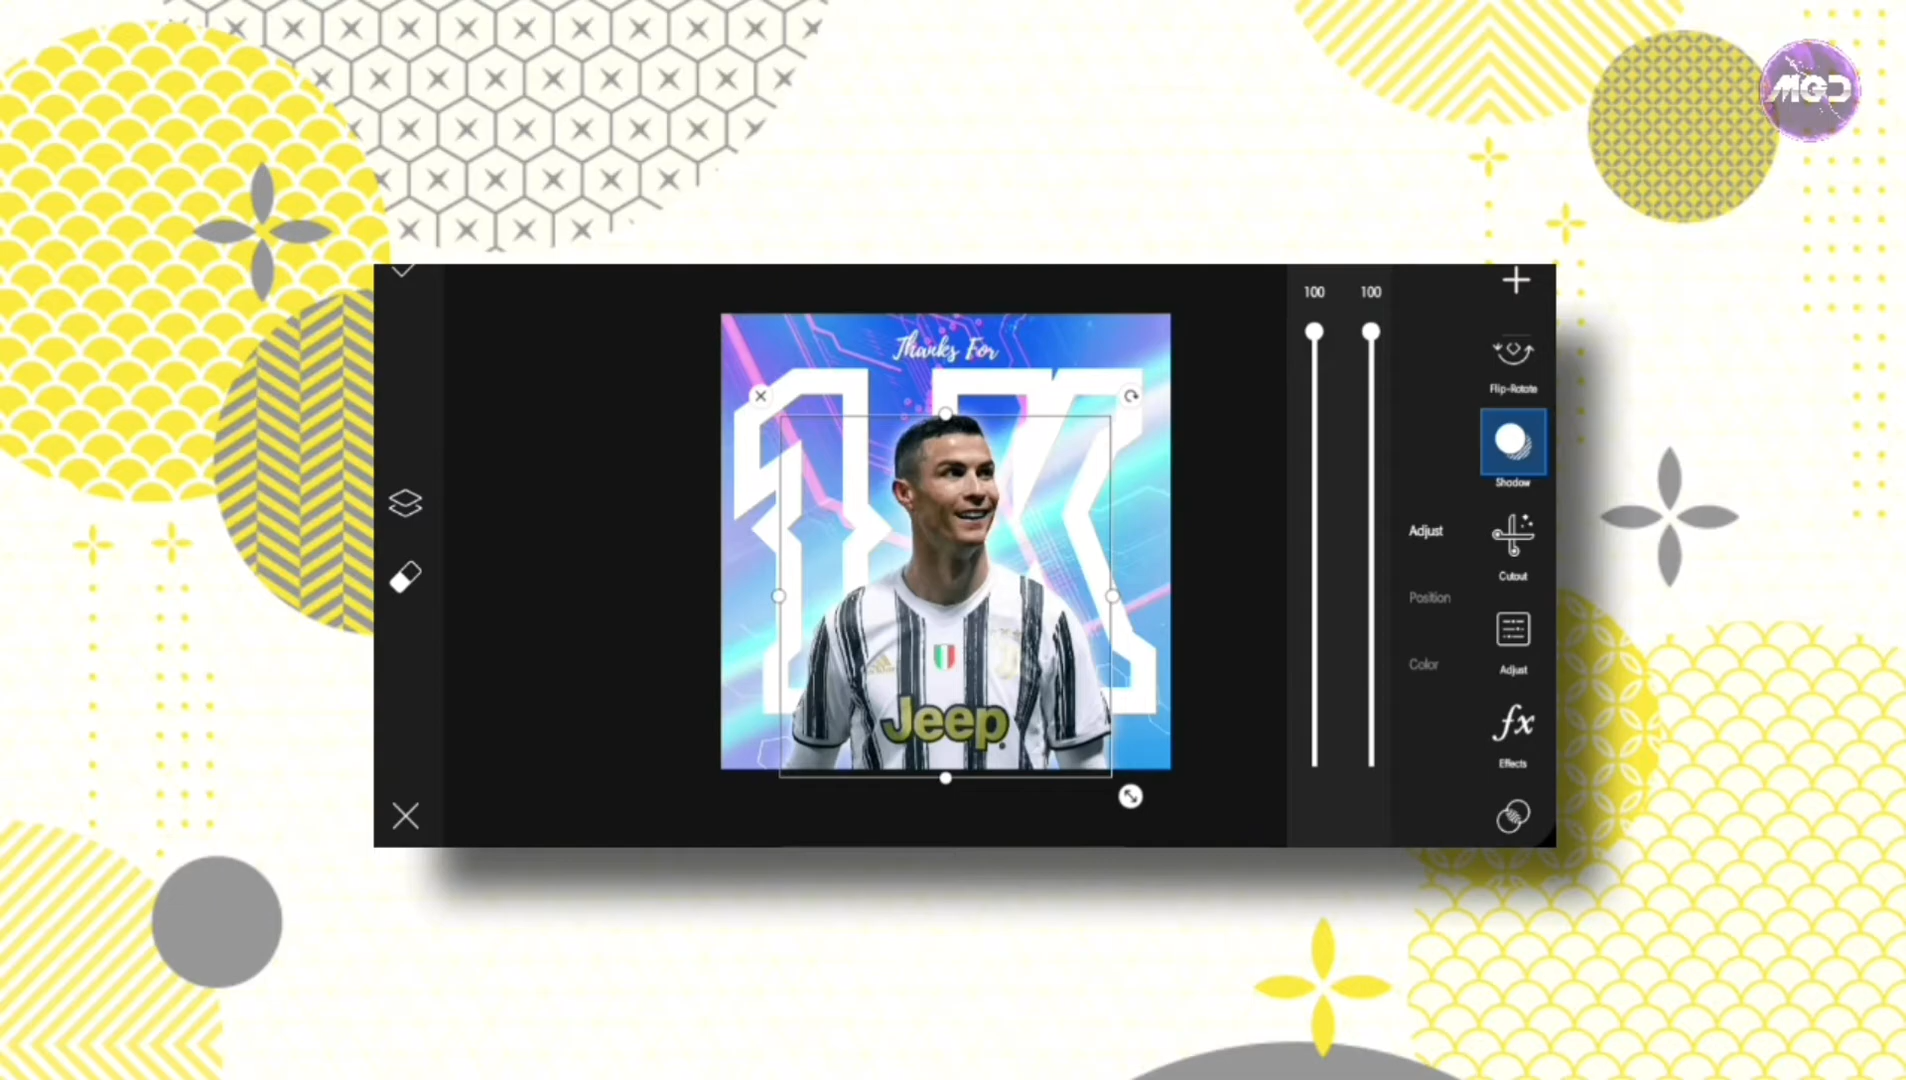 MGD
100 100
Thanks For
1K
Flip-Rotate
Shadow
Adjust
Cutout
Position
Color
Adjust
fx
Effects
Jeep